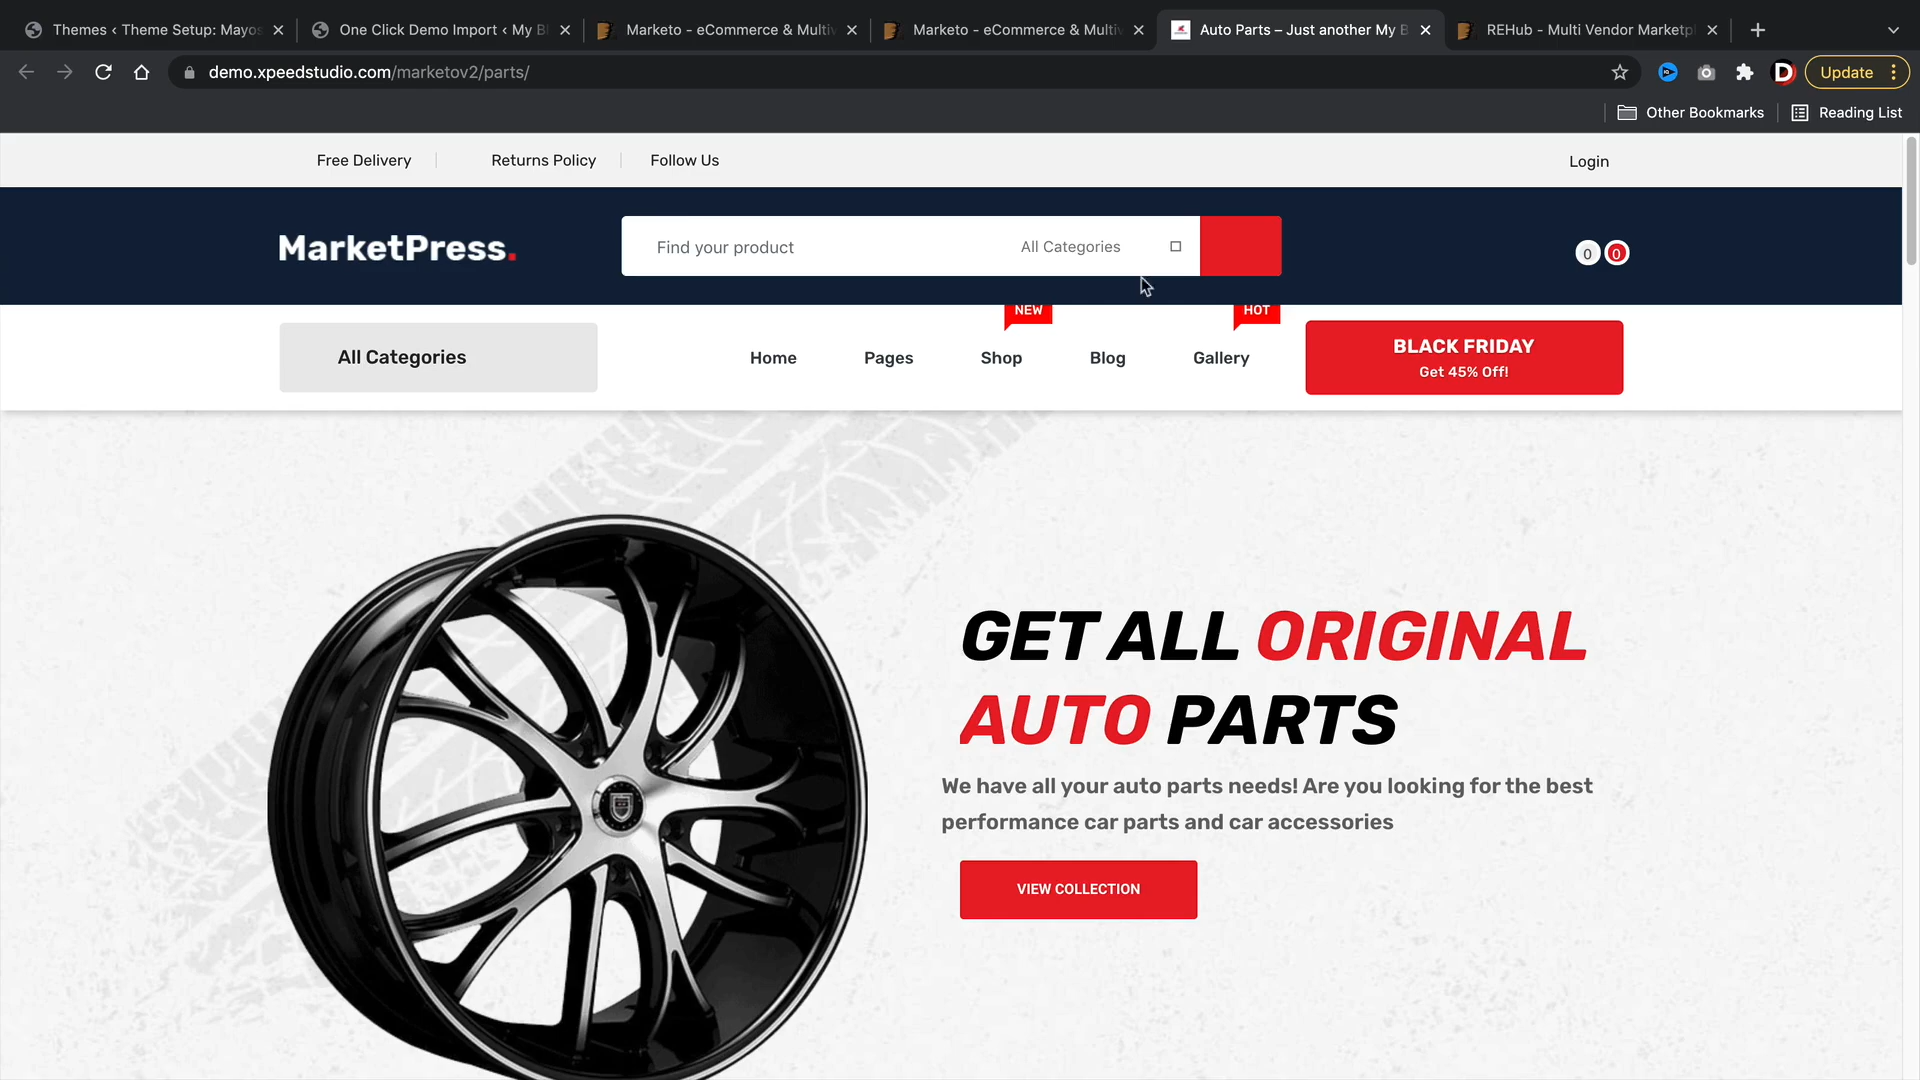 Themes ‹ Theme Setup: Mayos
One Click Demo Import ‹ My Bl
Marketo - eCommerce & Multiv
Marketo - eCommerce & Multiv
Auto Parts – Just another My B
REHub - Multi Vendor Marketpl
demo.xpeedstudio.com/marketov2/parts/
Update
Other Bookmarks
Reading List
Free Delivery
Returns Policy
Follow Us
Login
MarketPress.
Find your product
All Categories
0
0
All Categories
Home
Pages
NEW
Shop
Blog
HOT
Gallery
BLACK FRIDAY
Get 45% Off!
GET ALL ORIGINAL
AUTO PARTS
We have all your auto parts needs! Are you looking for the best
performance car parts and car accessories
VIEW COLLECTION